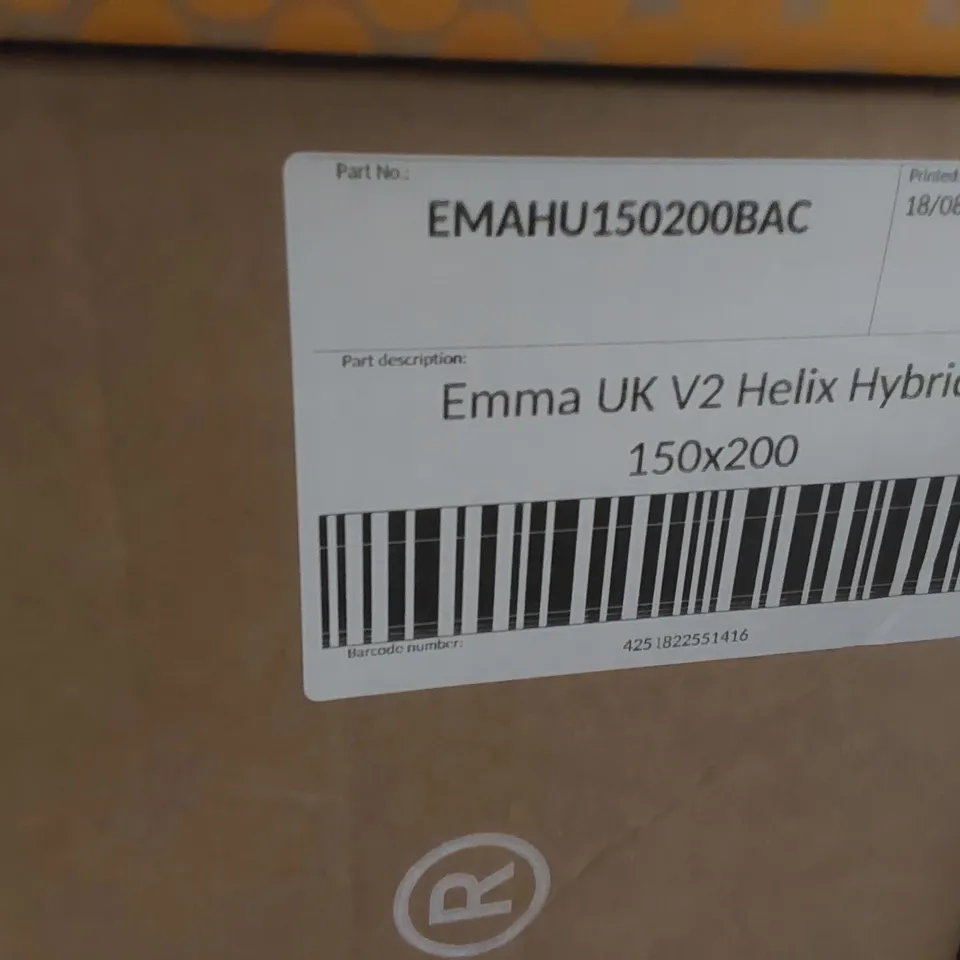 Part No.:
Printed:
EMAHU150200BAC
18/08
Part description:
Emma UK V2 Helix Hybrid
150x200
Barcode number:
4251822551416
®